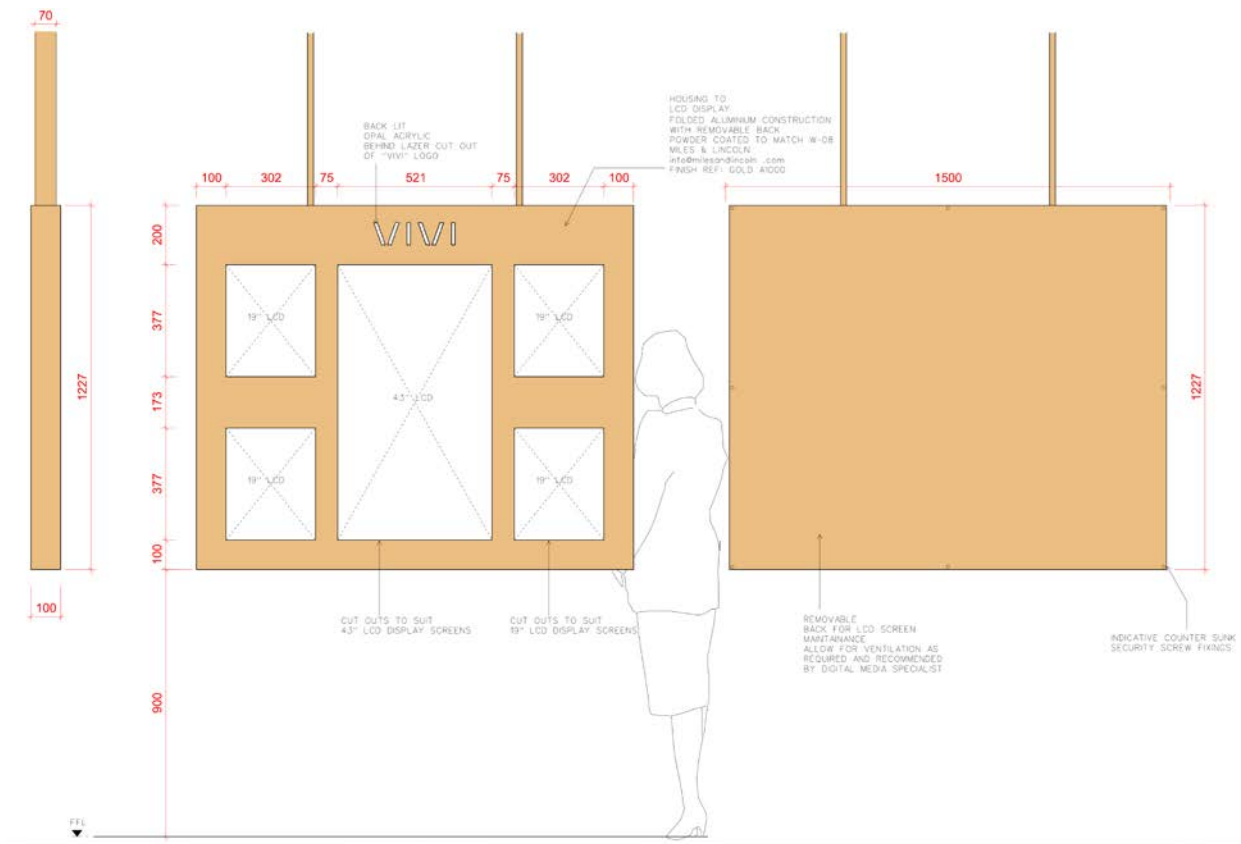 70
BACK LIT
OPAL ACRYLIC
BEHIND LAZER CUT OUT
OF "VIVI" LOGO
HOUSING TO
LCD DISPLAY
FOLDED ALUMINIUM CONSTRUCTION
WITH REMOVABLE BACK
POWDER COATED TO MATCH W-08
MILES & LINCOLN
info@milesandlincoln .com
FINISH REF: GOLD A1000
100 302 75 521 75 302 100
1500
VIVI
200
377
173
377
100
900
1227
1227
19" LCD
19" LCD
43" LCD
19" LCD
19" LCD
100
CUT OUTS TO SUIT
43" LCD DISPLAY SCREENS
CUT OUTS TO SUIT
19" LCD DISPLAY SCREENS
REMOVABLE
BACK FOR LCD SCREEN
MAINTAINANCE
ALLOW FOR VENTILATION AS
REQUIRED AND RECOMMENDED
BY DIGITAL MEDIA SPECIALIST
INDICATIVE COUNTER SUNK
SECURITY SCREW FIXINGS
FFL